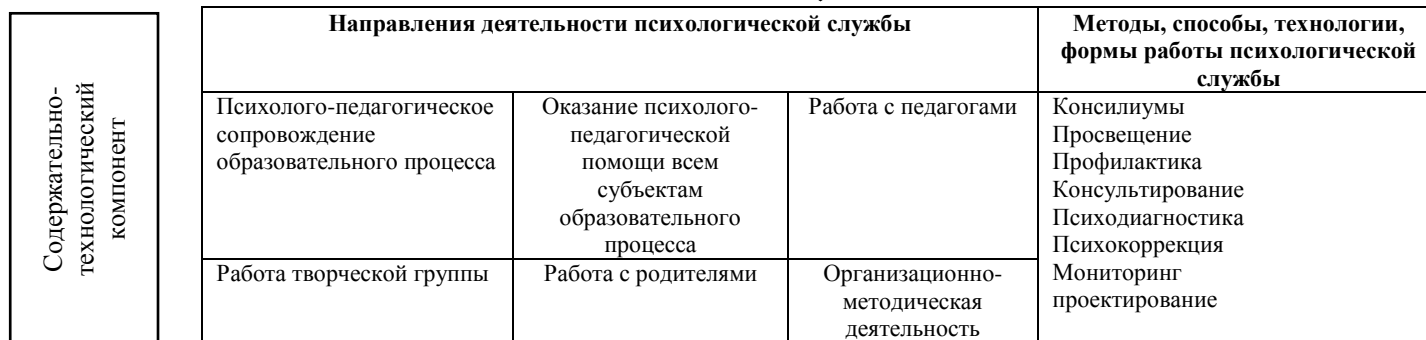 Содержательно-
технологический
компонент
Направления деятельности психологической службы
Методы, способы, технологии,
формы работы психологической
службы
Психолого-педагогическое
сопровождение
образовательного процесса
Оказание психолого-
педагогической
помощи всем
субъектам
образовательного
процесса
Работа с педагогами
Консилиумы
Просвещение
Профилактика
Консультирование
Психодиагностика
Психокоррекция
Мониторинг
проектирование
Работа творческой группы
Работа с родителями
Организационно-
методическая
деятельность